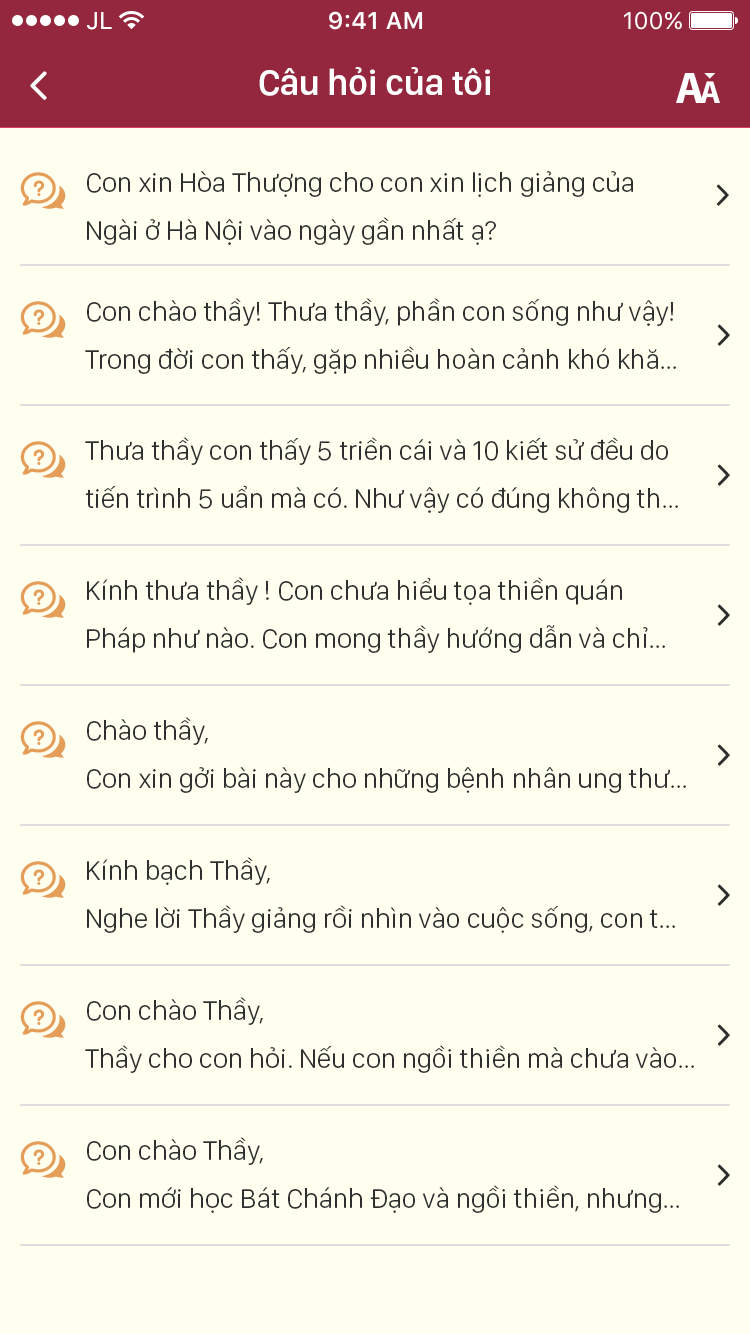 JL 9:41 AM 100%
Câu hỏi của tôi
AA
Con xin Hòa Thượng cho con xin lịch giảng của
Ngài ở Hà Nội vào ngày gần nhất ạ?
Con chào thầy! Thưa thầy, phần con sống như vậy!
Trong đời con thấy, gặp nhiều hoàn cảnh khó khă...
Thưa thầy con thấy 5 triền cái và 10 kiết sử đều do
tiến trình 5 uẩn mà có. Như vậy có đúng không th...
Kính thưa thầy ! Con chưa hiểu tọa thiền quán
Pháp như nào. Con mong thầy hướng dẫn và chỉ...
Chào thầy,
Con xin gởi bài này cho những bệnh nhân ung thư...
Kính bạch Thầy,
Nghe lời Thầy giảng rồi nhìn vào cuộc sống, con t...
Con chào Thầy,
Thầy cho con hỏi. Nếu con ngồi thiền mà chưa vào...
Con chào Thầy,
Con mới học Bát Chánh Đạo và ngồi thiền, nhưng...